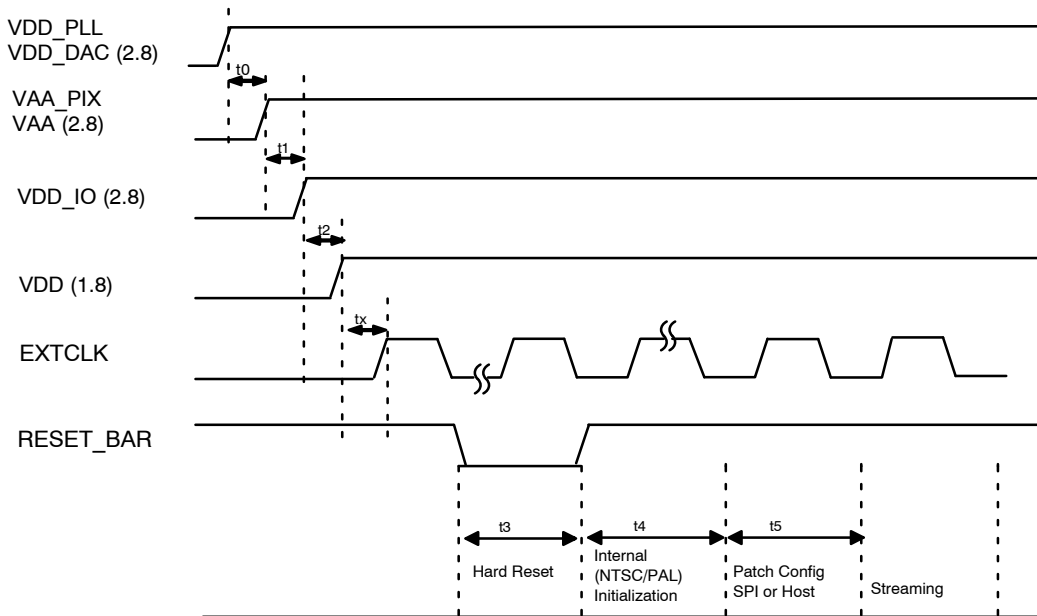 VDD_PLL
VDD_DAC (2.8)
t0
VAA_PIX
VAA (2.8)
t1
VDD_IO (2.8)
t2
VDD (1.8)
tx
EXTCLK
RESET_BAR
t3
t4
t5
Hard Reset
Internal
(NTSC/PAL)
Initialization
Patch Config
SPI or Host
Streaming